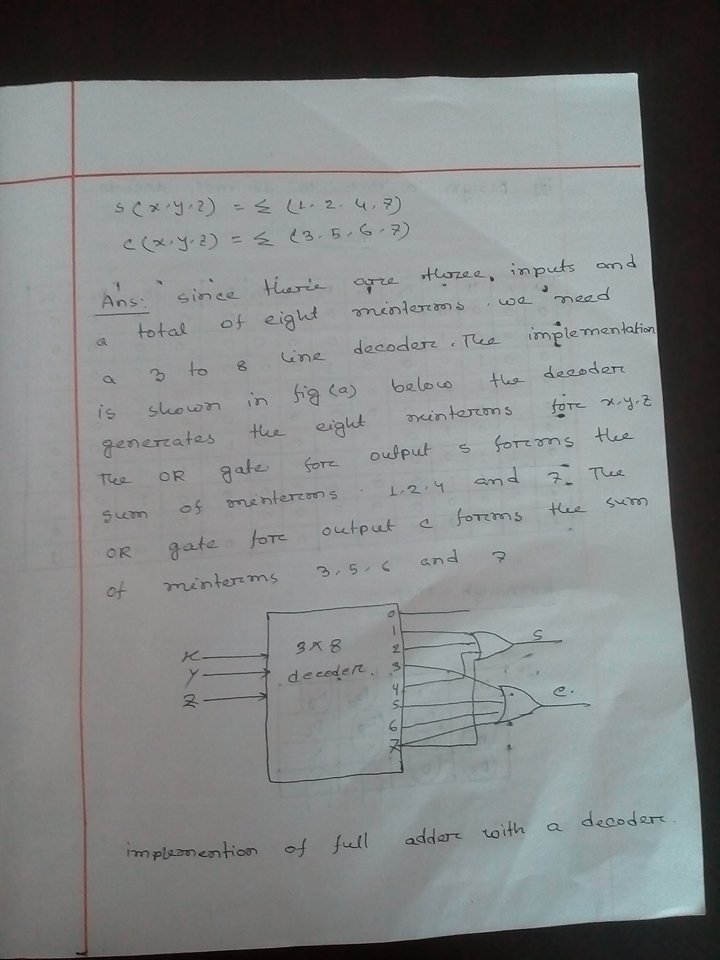 S(x,y,z) = Σ (1, 2, 4, 7)
C(x,y,z) = Σ (3, 5, 6, 7)
Ans: since there are three, inputs and
a total of eight minterms. we need
a 3 to 8 line decoder. The implementation
is shown in fig (a) below the decoder
generates the eight minterms for x.y.z
The OR gate for output s forms the
sum of minterms. 1.2.4 and 7. The
OR gate for output c forms the sum
of minterms 3, 5, 6 and 7
0
1
S
3×8
2
X
decoder.
3
Y
4
C.
Z
5
6
7
implemention of full adder with a decoder.